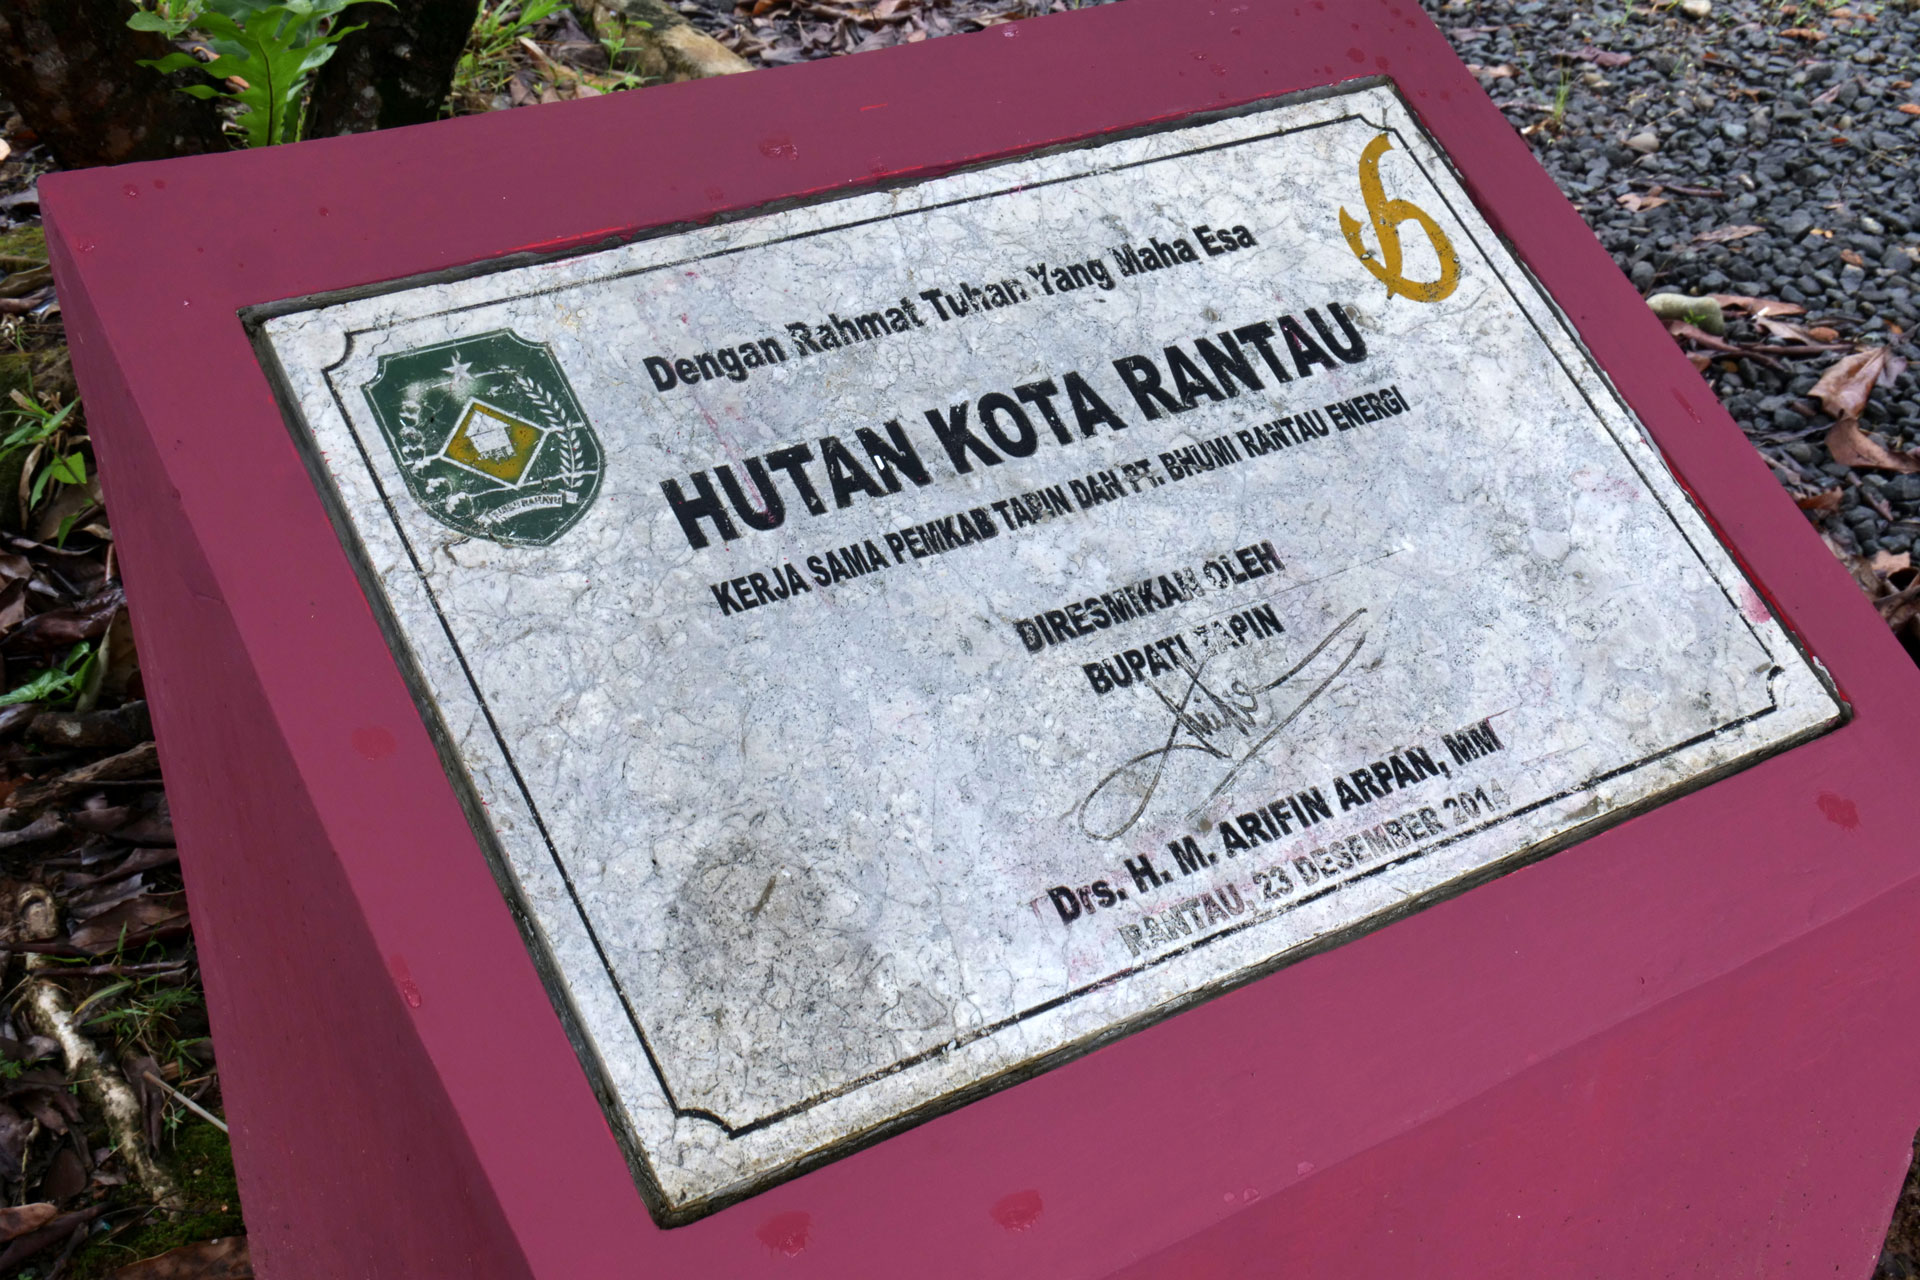 Dengan Rahmat Tuhan Yang Maha Esa
HUTAN KOTA RANTAU
KERJA SAMA PEMKAB TAPIN DAN PT. BHUMI RANTAU ENERGI
DIRESMIKAN OLEH
BUPATI TAPIN
Drs. H. M. ARIFIN ARPAN, MM
RANTAU, 23 DESEMBER 2014